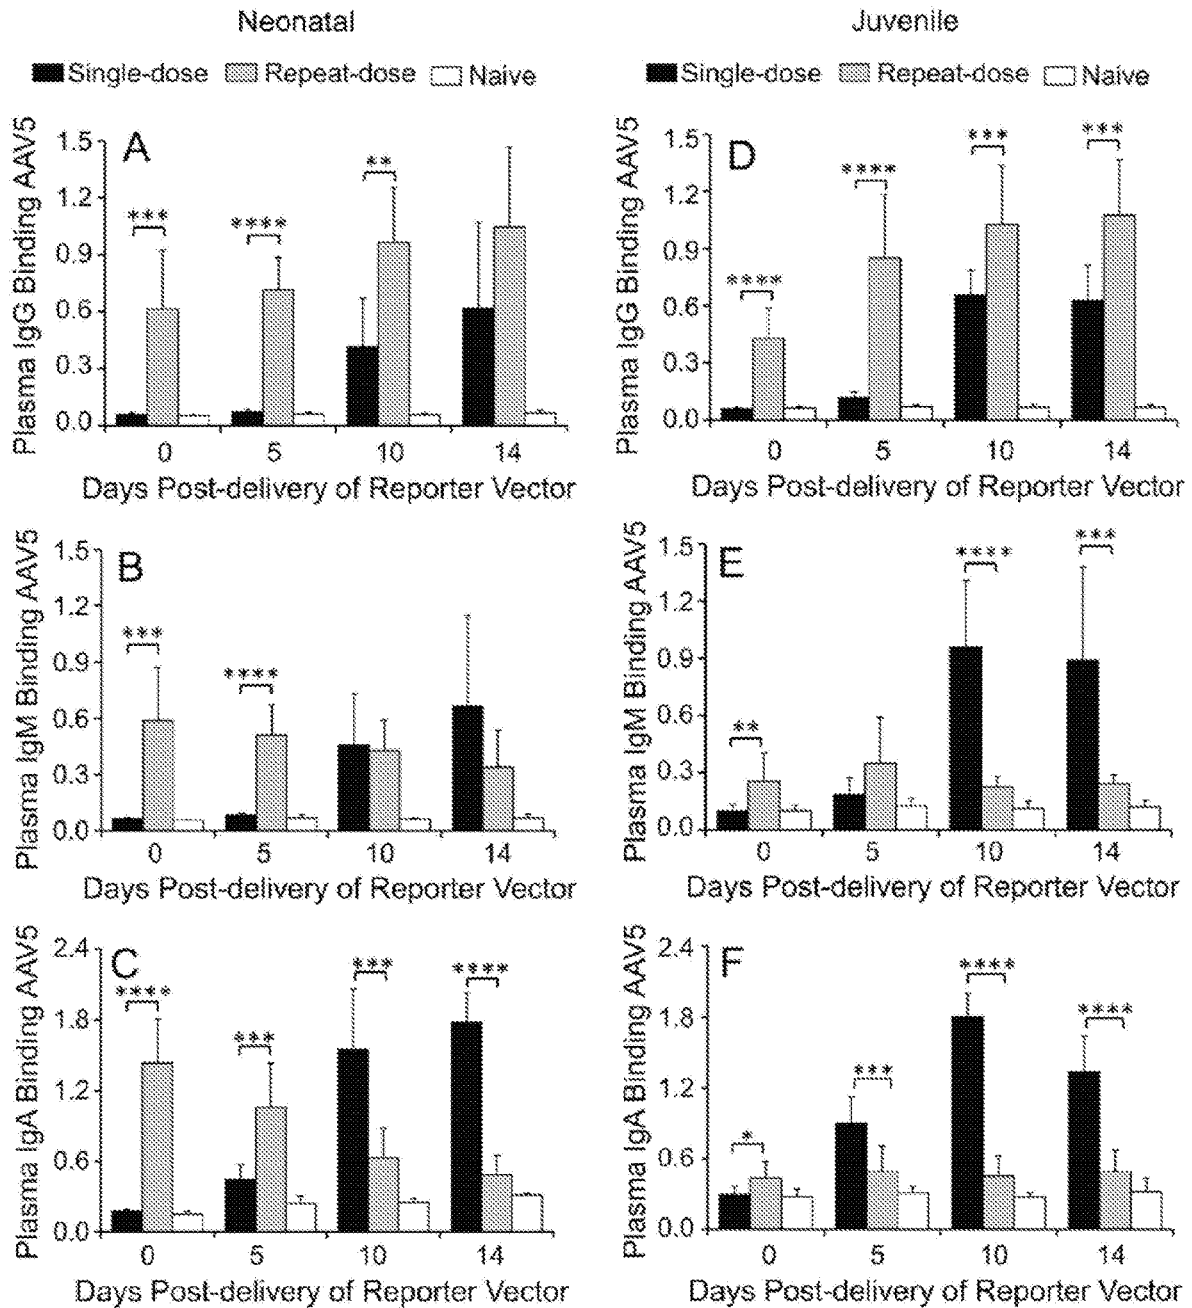 Neonatal
Juvenile
Single-dose Repeat-dose Naive
Single-dose Repeat-dose Naive
A
Plasma IgG Binding AAV5
1.5
1.2
0.9
0.6
0.3
0.0
*** **** **
0 5 10 14
Days Post-delivery of Reporter Vector
D
Plasma IgG Binding AAV5
1.5
1.2
0.9
0.6
0.3
0.0
**** **** *** ***
0 5 10 14
Days Post-delivery of Reporter Vector
B
Plasma IgM Binding AAV5
1.5
1.2
0.9
0.6
0.3
0.0
*** ****
0 5 10 14
Days Post-delivery of Reporter Vector
E
Plasma IgM Binding AAV5
1.5
1.2
0.9
0.6
0.3
0.0
** **** ***
0 5 10 14
Days Post-delivery of Reporter Vector
C
Plasma IgA Binding AAV5
2.4
1.8
1.2
0.6
0.0
**** *** *** ****
0 5 10 14
Days Post-delivery of Reporter Vector
F
Plasma IgA Binding AAV5
2.4
1.8
1.2
0.6
0.0
* *** **** ****
0 5 10 14
Days Post-delivery of Reporter Vector